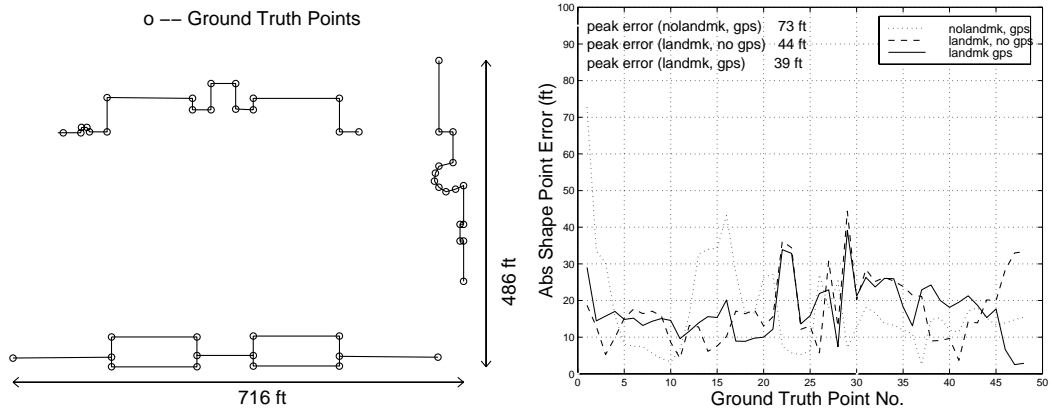 o -- Ground Truth Points
486 ft
716 ft
peak error (nolandmk, gps) 73 ft
peak error (landmk, no gps) 44 ft
peak error (landmk, gps) 39 ft
nolandmk, gps
landmk, no gps
landmk gps
Abs Shape Point Error (ft)
100
90
80
70
60
50
40
30
20
10
0
0 5 10 15 20 25 30 35 40 45 50
Ground Truth Point No.